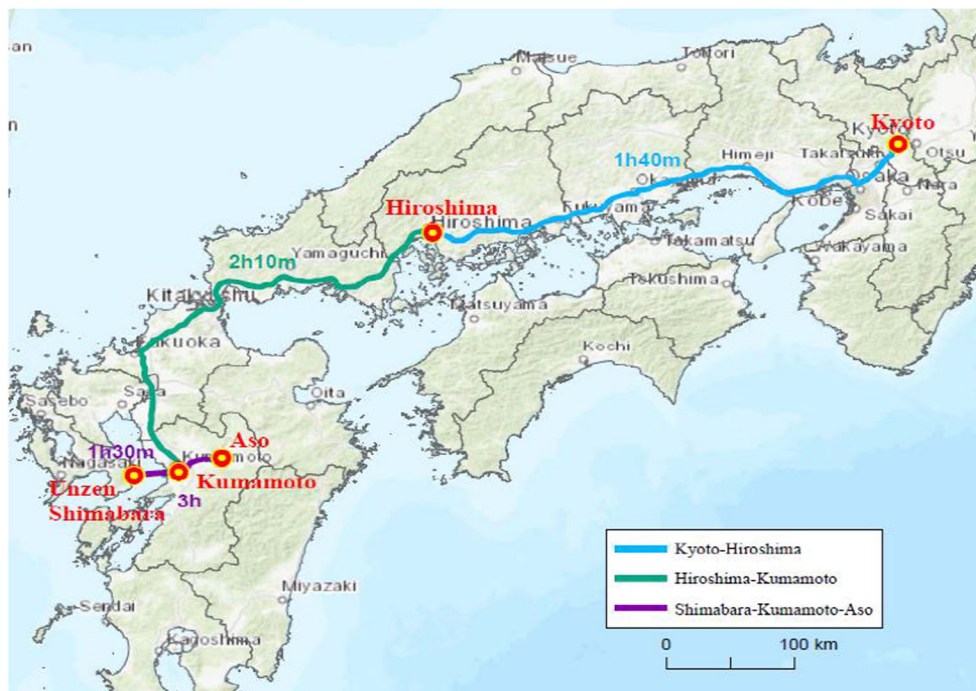 Matsue
Tottori
Kyoto
Kyoto
Otsu
Takatsuki
Himeji
1h40m
Osaka
Nara
Kobe
Sakai
Okayama
Fukuyama
Hiroshima
Hiroshima
Wakayama
Takamatsu
Tokushima
Yamaguchi
2h10m
Kitakyushu
Matsuyama
Kochi
Fukuoka
Saga
Sasebo
Oita
Aso
1h30m
Nagasaki
Kumamoto
Kumamoto
Unzen
Shimabara
3h
Miyazaki
Sendai
Kagoshima
Kyoto-Hiroshima
Hiroshima-Kumamoto
Shimabara-Kumamoto-Aso
0
100 km